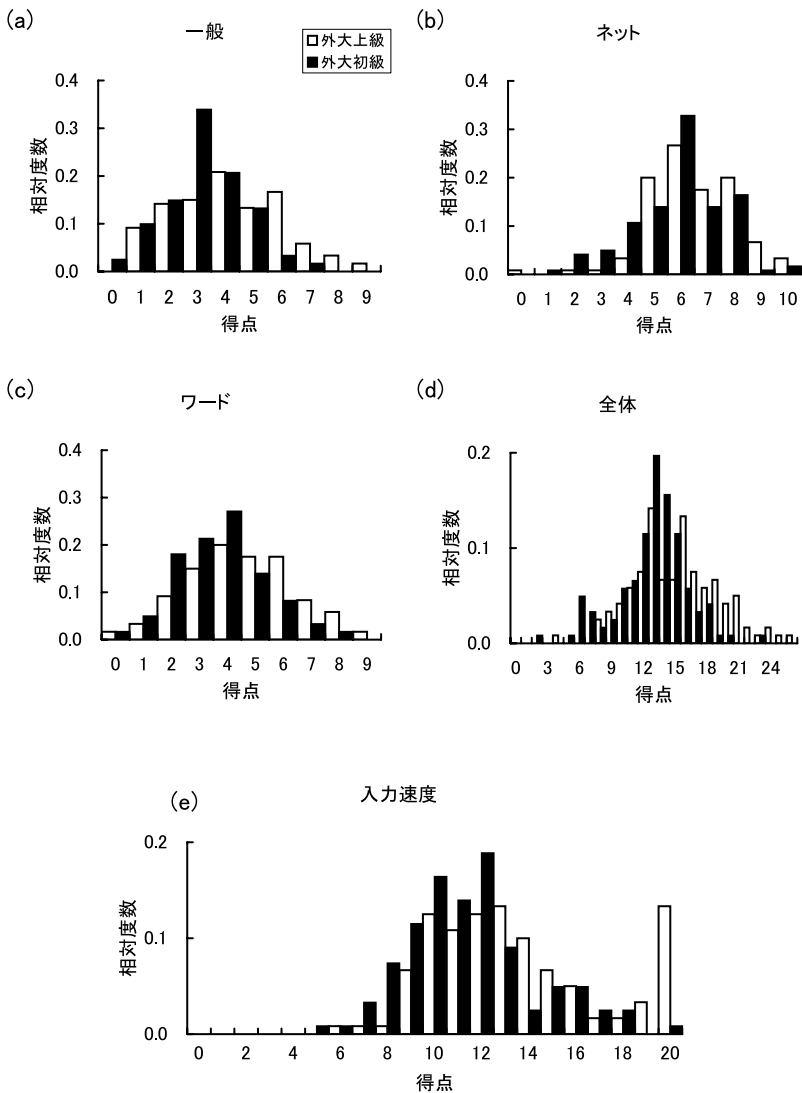 (a)
一般
外大上級
外大初級
0.4
0.3
0.2
0.1
0.0
相対度数
0 1 2 3 4 5 6 7 8 9
得点
(b)
ネット
0.4
0.3
0.2
0.1
0.0
相対度数
0 1 2 3 4 5 6 7 8 9 10
得点
(c)
ワード
0.4
0.3
0.2
0.1
0.0
相対度数
0 1 2 3 4 5 6 7 8 9
得点
(d)
全体
0.2
0.1
0.0
相対度数
0 3 6 9 12 15 18 21 24
得点
(e)
入力速度
0.2
0.1
0.0
相対度数
0 2 4 6 8 10 12 14 16 18 20
得点